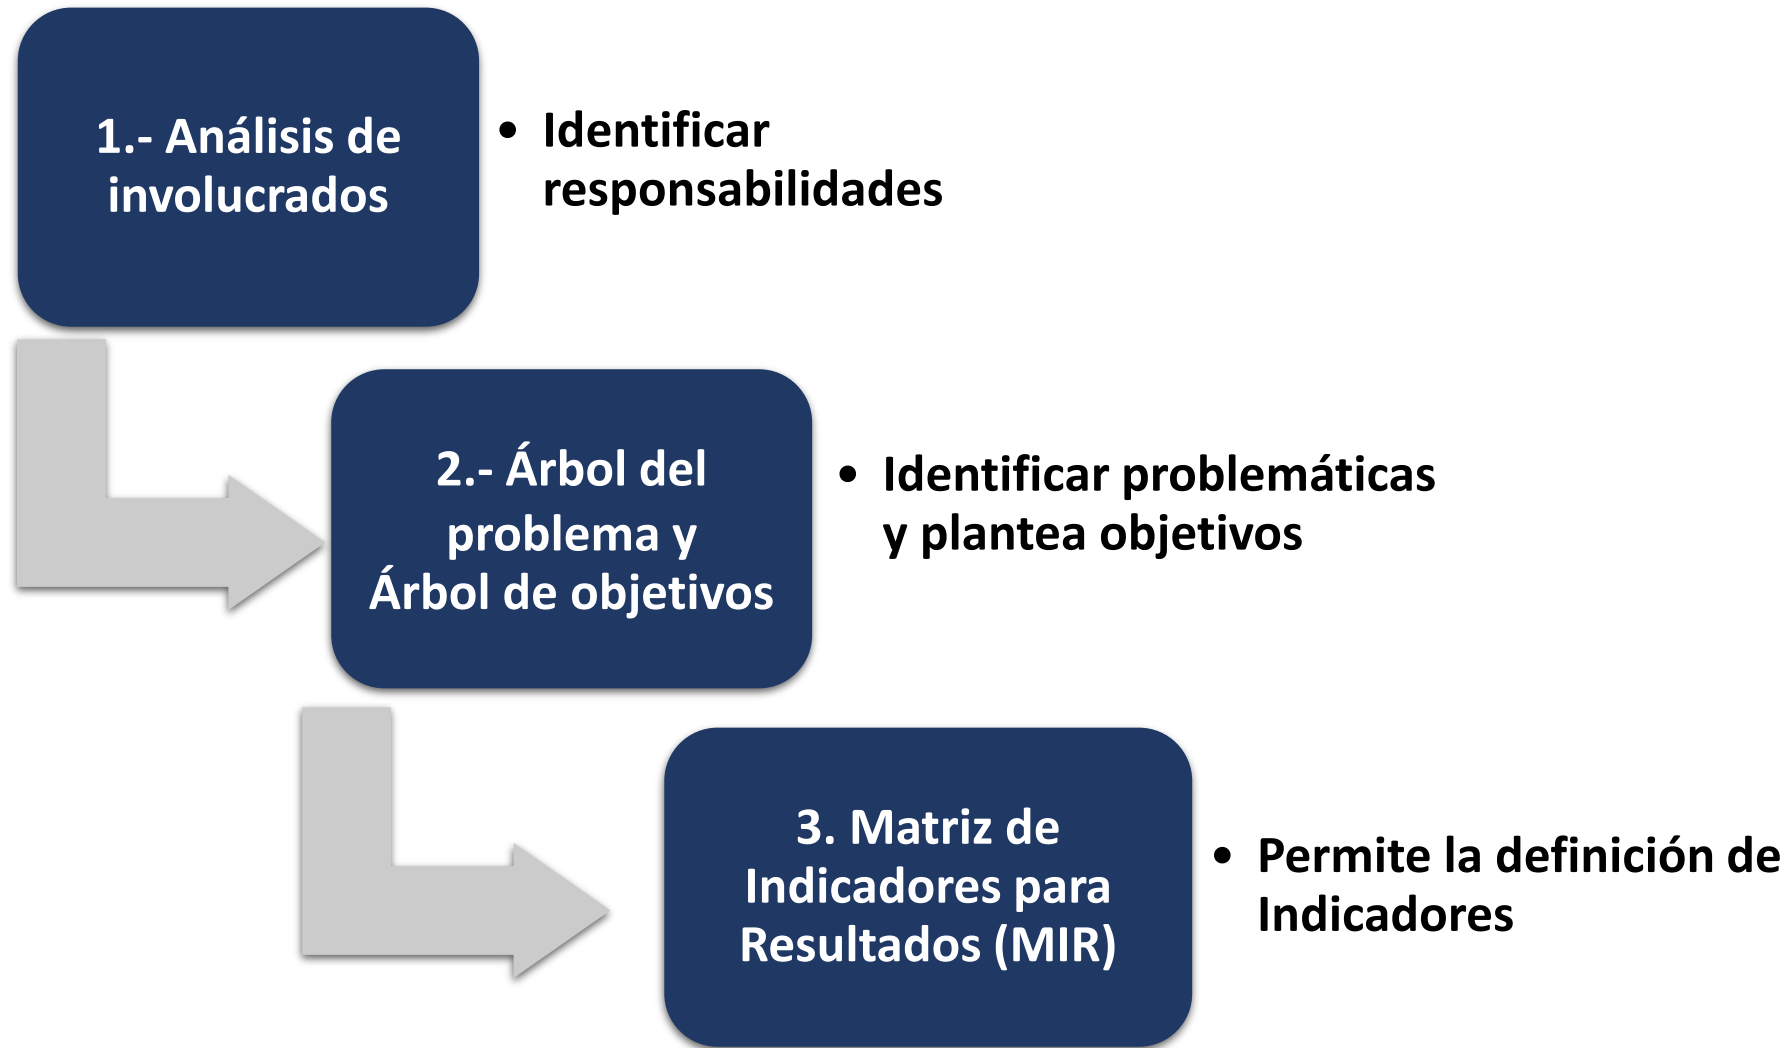 1.- Análisis de
involucrados
• Identificar
responsabilidades
2.- Árbol del
problema y
Árbol de objetivos
• Identificar problemáticas
y plantea objetivos
3. Matriz de
Indicadores para
Resultados (MIR)
• Permite la definición de
Indicadores